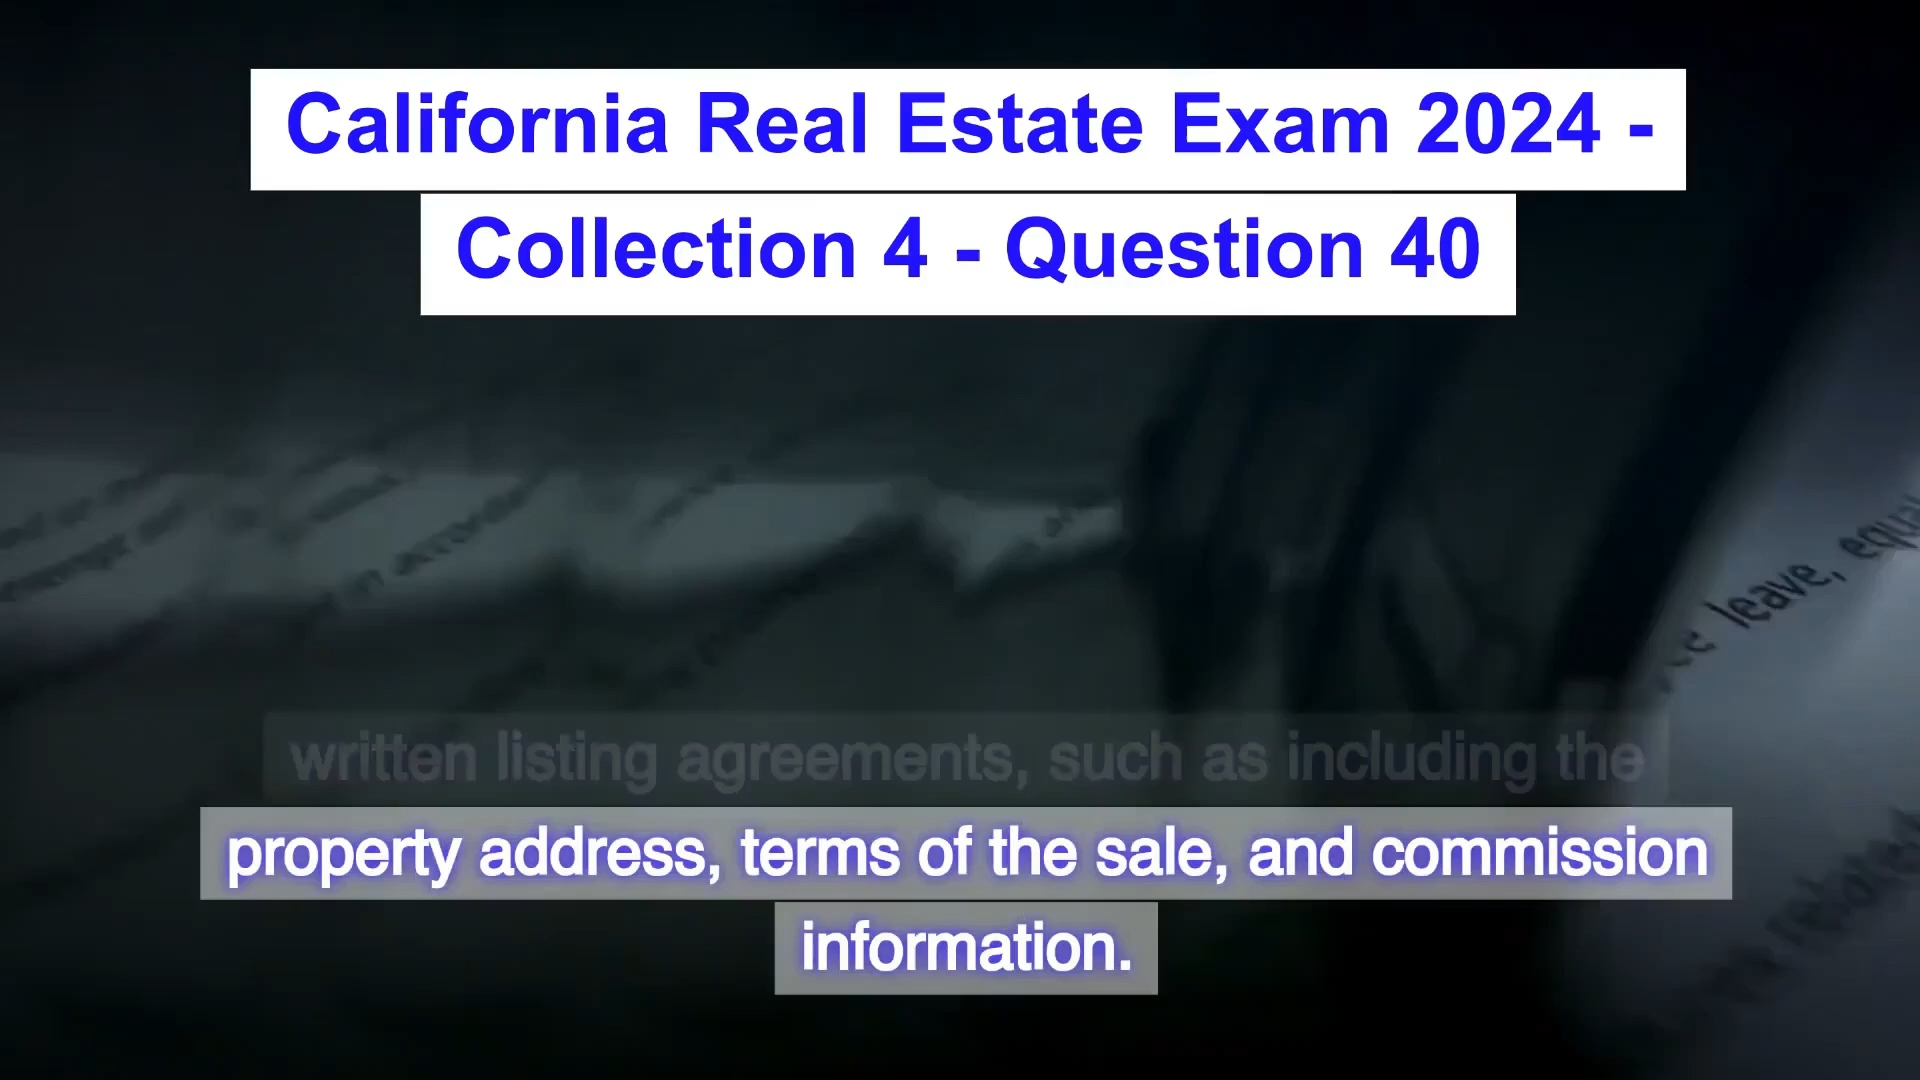 California Real Estate Exam 2024 -
Collection 4 - Question 40
leave,
written listing agreements, such as including the
property address, terms of the sale, and commission
information.